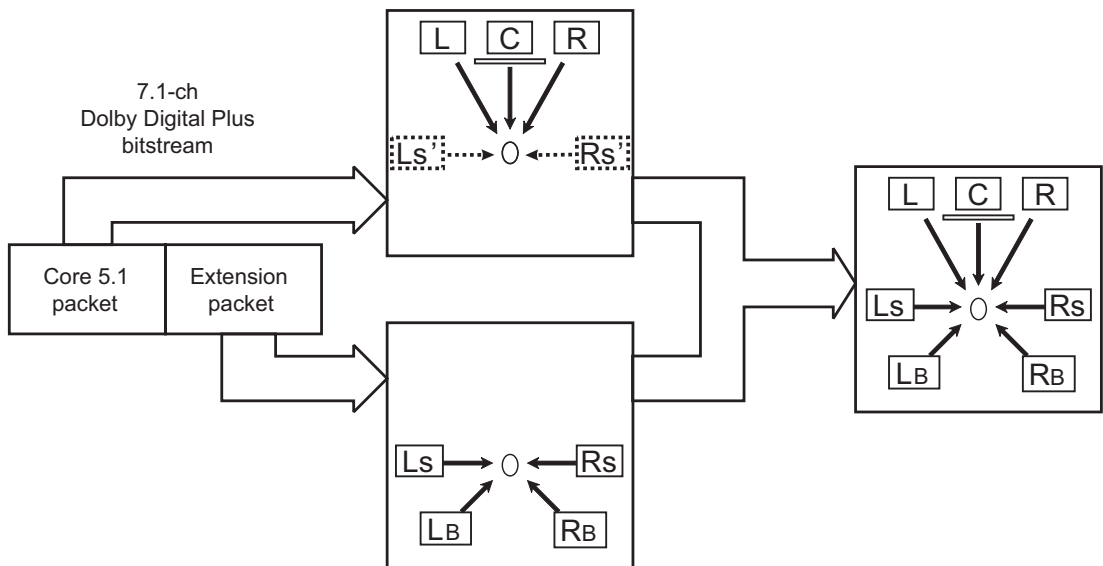 7.1-ch
Dolby Digital Plus
bitstream
Core 5.1
packet
Extension
packet
L C R
Ls’ Rs’
Ls Rs
LB RB
L C R
Ls Rs
LB RB